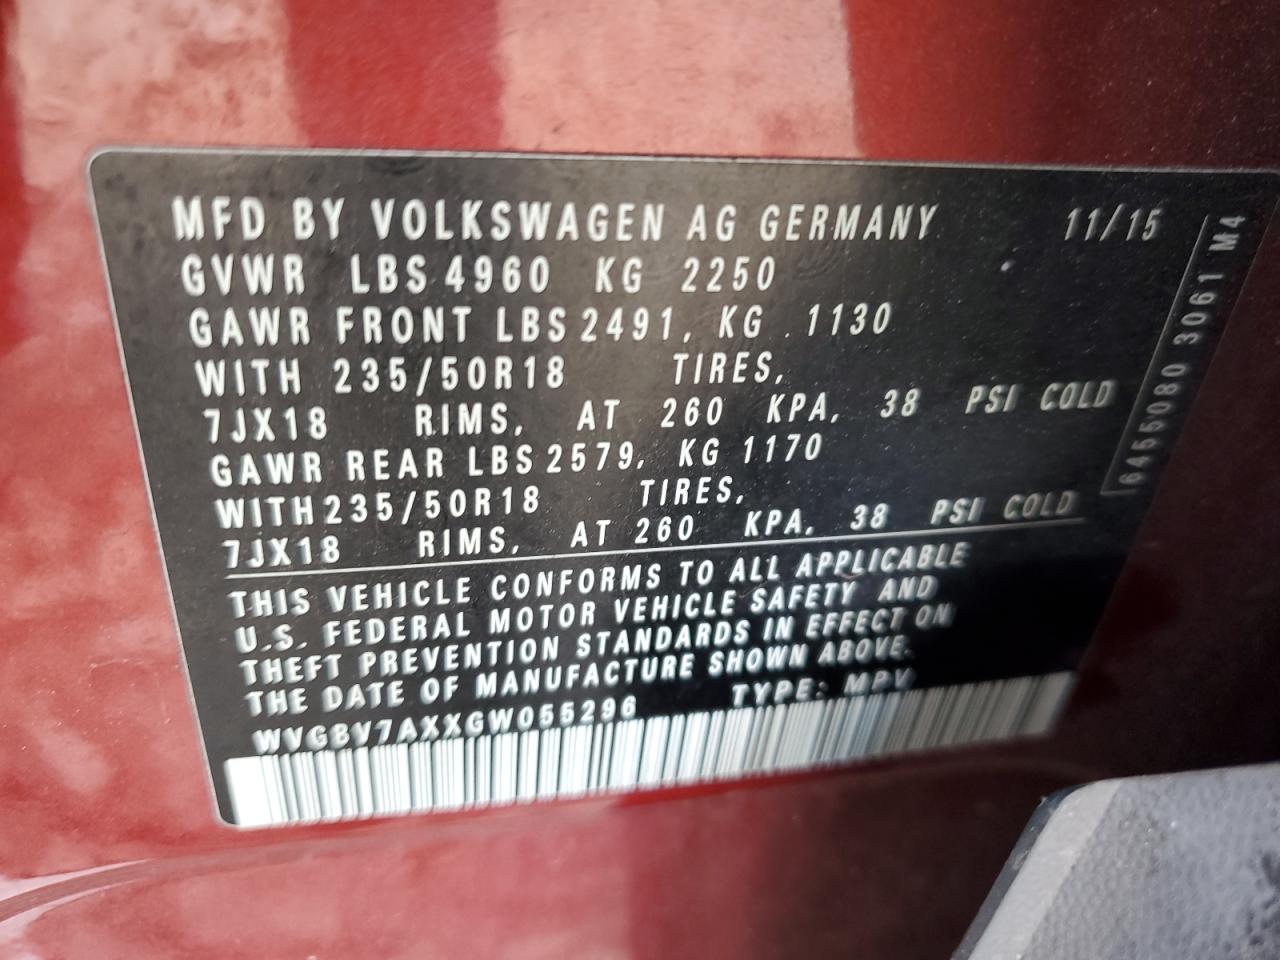 MFD BY VOLKSWAGEN AG GERMANY 11/15
GVWR LBS 4960 KG 2250
GAWR FRONT LBS 2491, KG . 1130
WITH 235/50R18 TIRES,
7JX18 RIMS, AT 260 KPA, 38 PSI COLD
GAWR REAR LBS 2579, KG 1170
WITH 235/50R18 TIRES,
7JX18 RIMS, AT 260 KPA, 38 PSI COLD
THIS VEHICLE CONFORMS TO ALL APPLICABLE
U.S. FEDERAL MOTOR VEHICLE SAFETY AND
THEFT PREVENTION STANDARDS IN EFFECT ON
THE DATE OF MANUFACTURE SHOWN ABOVE.
WVGBV7AXXGW055296 TYPE: MPV
6455080 3061 M4